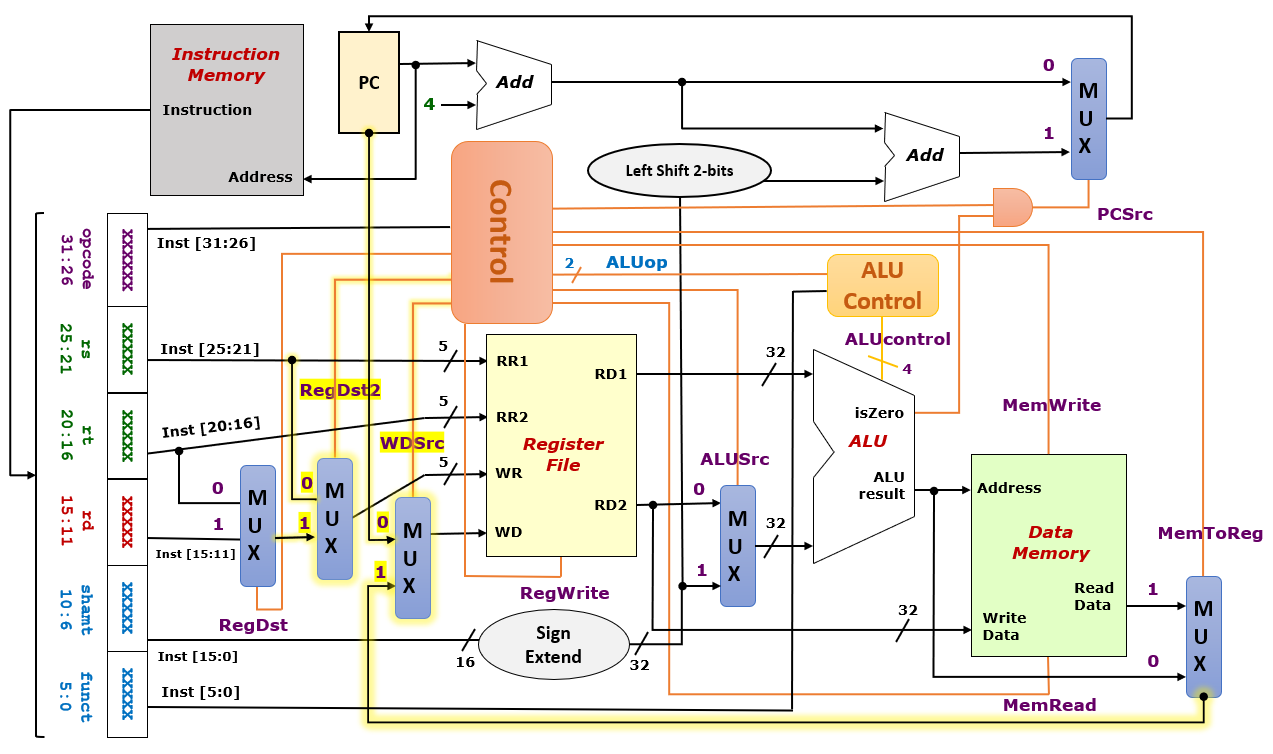 Instruction
Memory
Instruction
Address
PC
4
Add
Left Shift 2-bits
Add
0
1
M
U
X
PCSrc
Control
opcode
31:26
XXXXXX
Inst [31:26]
2
ALUop
ALU
Control
ALUcontrol
4
rs
25:21
XXXXX
Inst [25:21]
5
RegDst2
rt
20:16
XXXXX
Inst [20:16]
5
WDSrc
5
RR1
RR2
WR
WD
RD1
RD2
Register
File
32
isZero
ALU
ALU
result
MemWrite
ALUSrc
0
1
M
U
X
32
rd
15:11
XXXXX
Inst [15:11]
0
1
M
U
X
RegDst
0
1
M
U
X
0
1
M
U
X
RegWrite
Address
Data
Memory
Read
Data
Write
Data
32
MemToReg
1
0
M
U
X
MemRead
shamt
10:6
XXXXX
Inst [15:0]
16
Sign
Extend
32
funct
5:0
XXXXX
Inst [5:0]